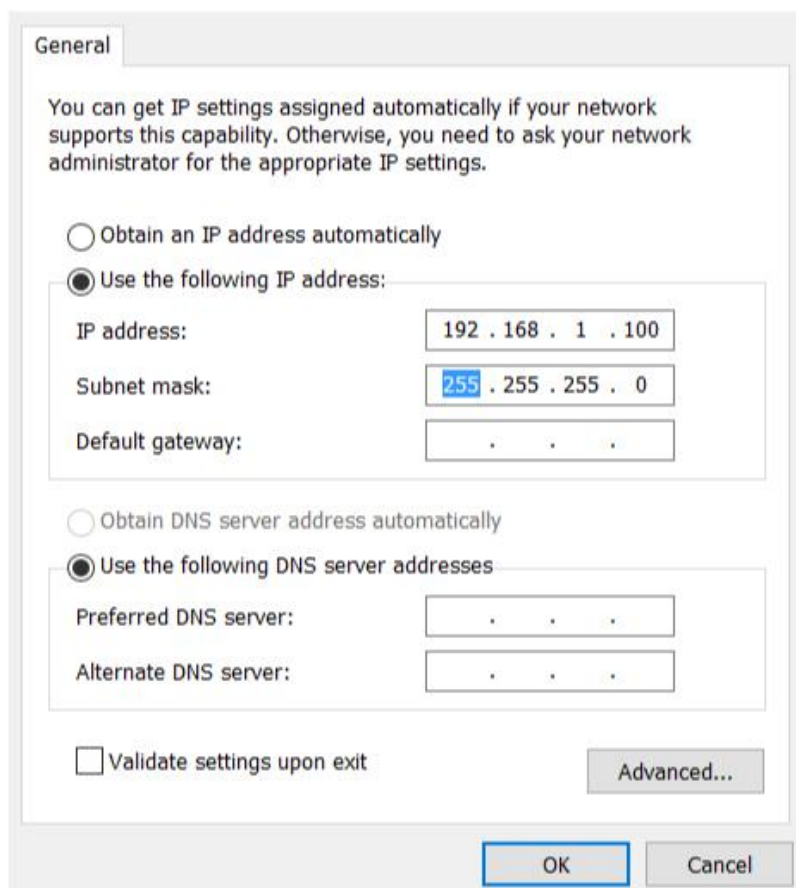 General
You can get IP settings assigned automatically if your network
supports this capability. Otherwise, you need to ask your network
administrator for the appropriate IP settings.
Obtain an IP address automatically
Use the following IP address:
IP address: 192 . 168 . 1 . 100
Subnet mask: 255 . 255 . 255 . 0
Default gateway: . . .
Obtain DNS server address automatically
Use the following DNS server addresses
Preferred DNS server: . . .
Alternate DNS server: . . .
Validate settings upon exit
Advanced...
OK Cancel